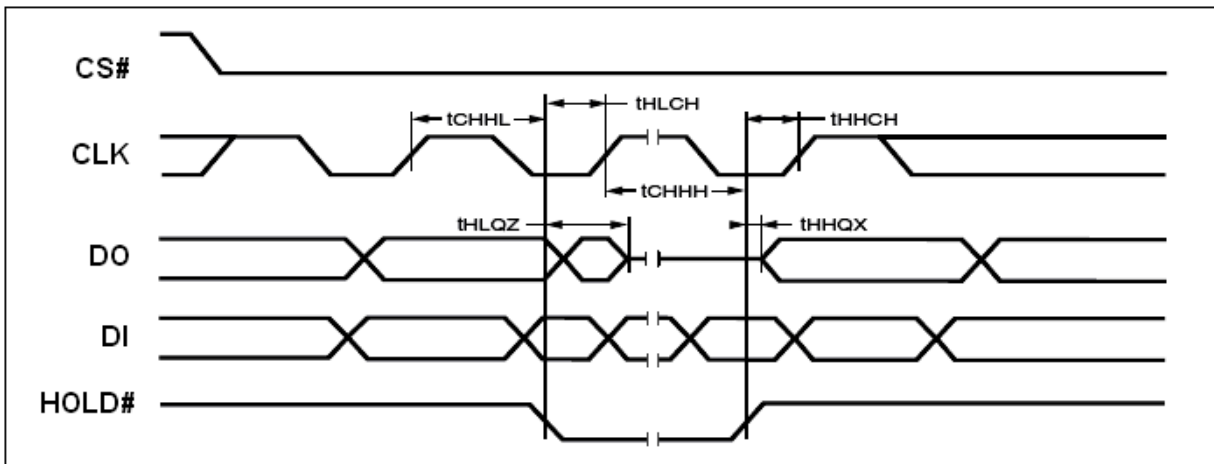 CS#
tHLCH
tCHHL
tHHCH
CLK
tCHHH
tHLQZ
tHHQX
DO
DI
HOLD#